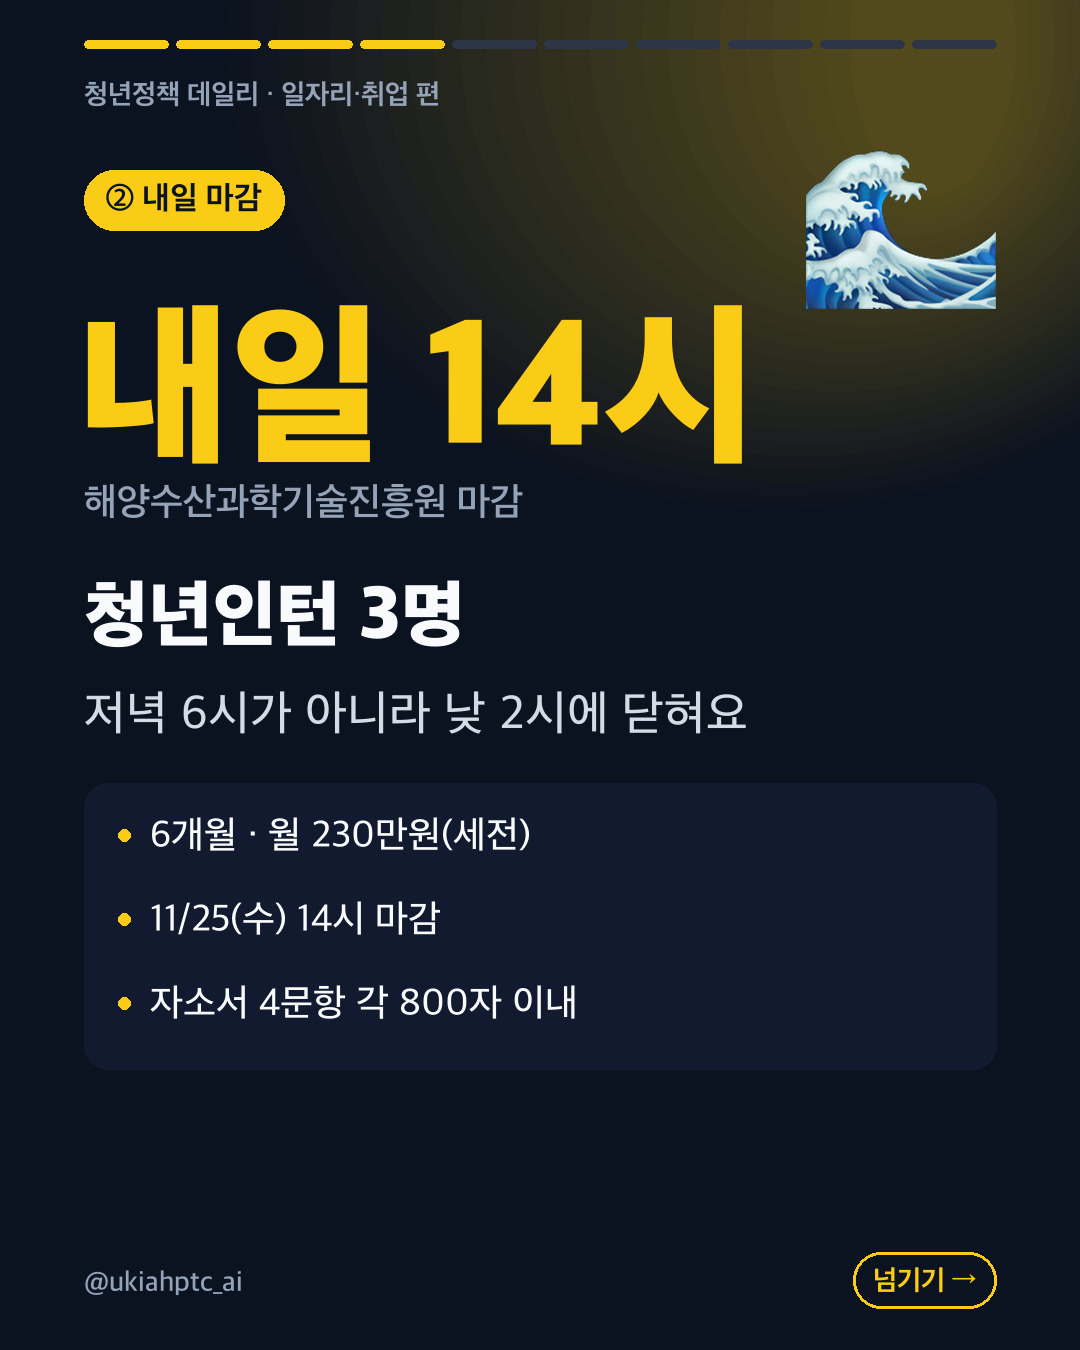 청년정책 데일리 · 일자리·취업 편
② 내일 마감
내일 14시
해양수산과학기술진흥원 마감
청년인턴 3명
저녁 6시가 아니라 낮 2시에 닫혀요
• 6개월 · 월 230만원(세전)
• 11/25(수) 14시 마감
• 자소서 4문항 각 800자 이내
@ukiahptc_ai
넘기기 →